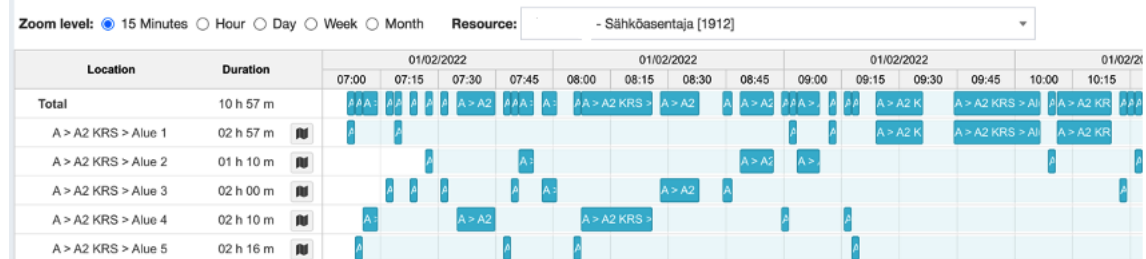 Zoom level: 15 Minutes Hour Day Week Month Resource: - Sähköasentaja [1912]
Location Duration 01/02/2022 01/02/2022 01/02/2022 01/02/2
07:00 07:15 07:30 07:45 08:00 08:15 08:30 08:45 09:00 09:15 09:30 09:45 10:00 10:15
Total 10 h 57 m A A A > A A A A A > A2 A A A > A > A A > A2 KRS > A > A2 A A > A2 A A A > A A A A > A2 K A > A2 KRS > Al A A > A2 KR A A A
A > A2 KRS > Alue 1 02 h 57 m A A A A A > A2 K A > A2 KRS > Al A > A2 KR
A > A2 KRS > Alue 2 01 h 10 m A A > A > A2 A > A A A
A > A2 KRS > Alue 3 02 h 00 m A A A A A > A > A2 A A
A > A2 KRS > Alue 4 02 h 10 m A > A > A2 A > A2 KRS > A A
A > A2 KRS > Alue 5 02 h 16 m A A A A